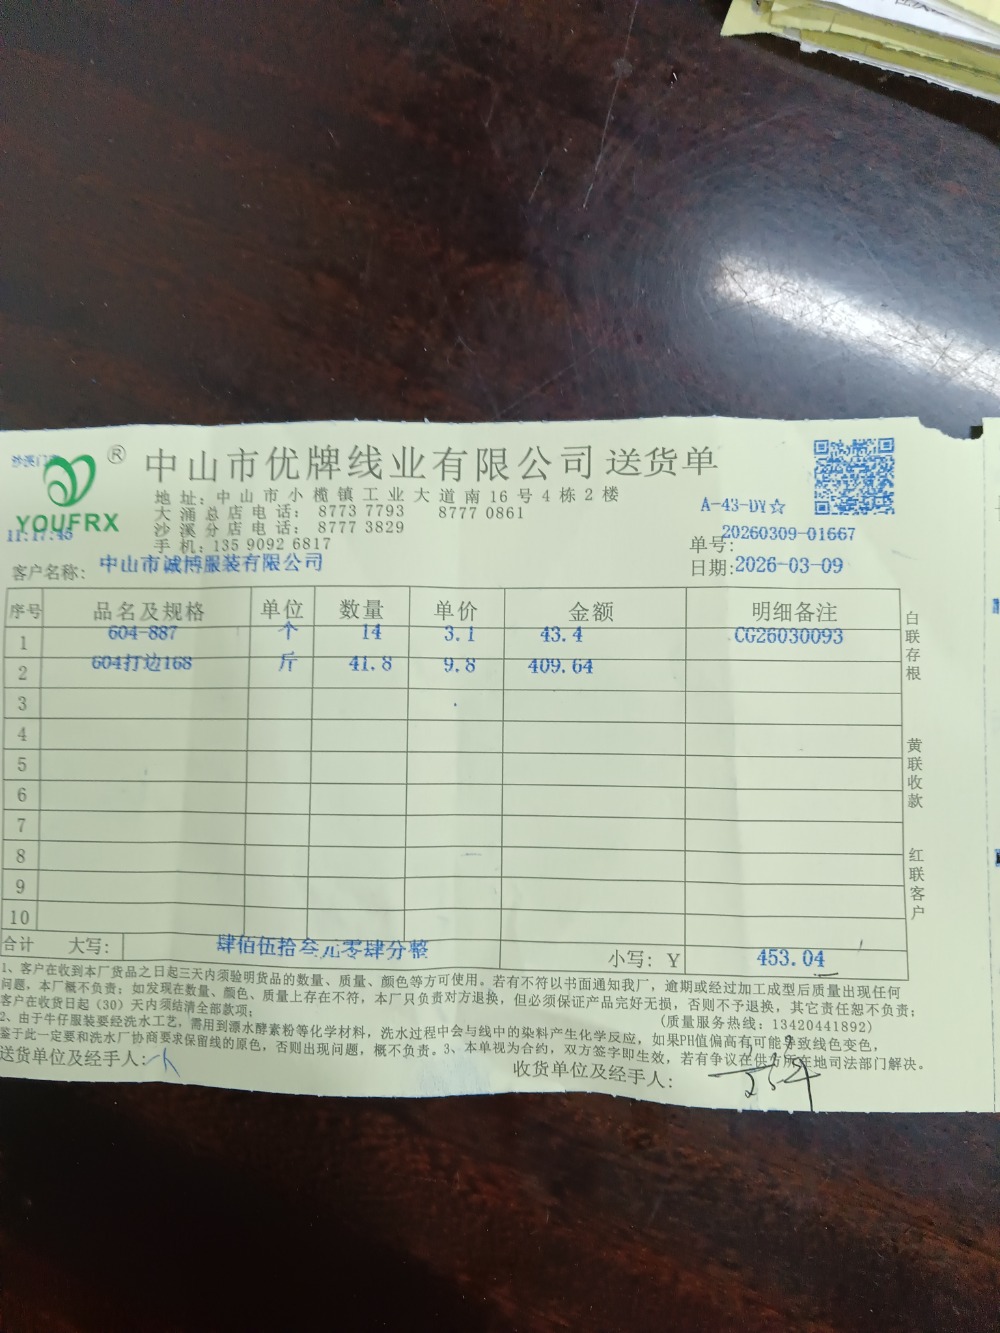 沙溪门
YOUFRX
®
中山市优牌线业有限公司 送货单
地址：中山市小榄镇工业大道南16号4栋2楼
大涌总店电话： 8773 7793 8777 0861
沙溪分店电话： 8777 3829
手机：135 9092 6817
A-43-DY☆
11:17:45
单号：20260309-01667
客户名称：中山市诚博服装有限公司
日期：2026-03-09
序号 品名及规格 单位 数量 单价 金额 明细备注
1 604-887 个 14 3.1 43.4 CG26030093
2 604打边168 斤 41.8 9.8 409.64
3
4
5
6
7
8
9
10
合计 大写： 肆佰伍拾叁元零肆分整 小写：Y 453.04
白联存根
黄联收款
红联客户
1、客户在收到本厂货品之日起三天内须验明货品的数量、质量、颜色等方可使用。若有不符以书面通知我厂，逾期或经过加工成型后质量出现任何
问题，本厂概不负责；如发现在数量、颜色、质量上存在不符，本厂只负责对方退换，但必须保证产品完好无损，否则不予退换，其它责任恕不负责；
客户在收货日起（30）天内须结清全部款项；
（质量服务热线：13420441892）
2、由于牛仔服装要经洗水工艺，需用到漂水酵素粉等化学材料，洗水过程中会与线中的染料产生化学反应，如果PH值偏高有可能导致线色变色，
鉴于此一定要和洗水厂协商要求保留线的原色，否则出现问题，概不负责。3、本单视为合约，双方签字即生效，若有争议在供方所在地司法部门解决。
送货单位及经手人：
收货单位及经手人：